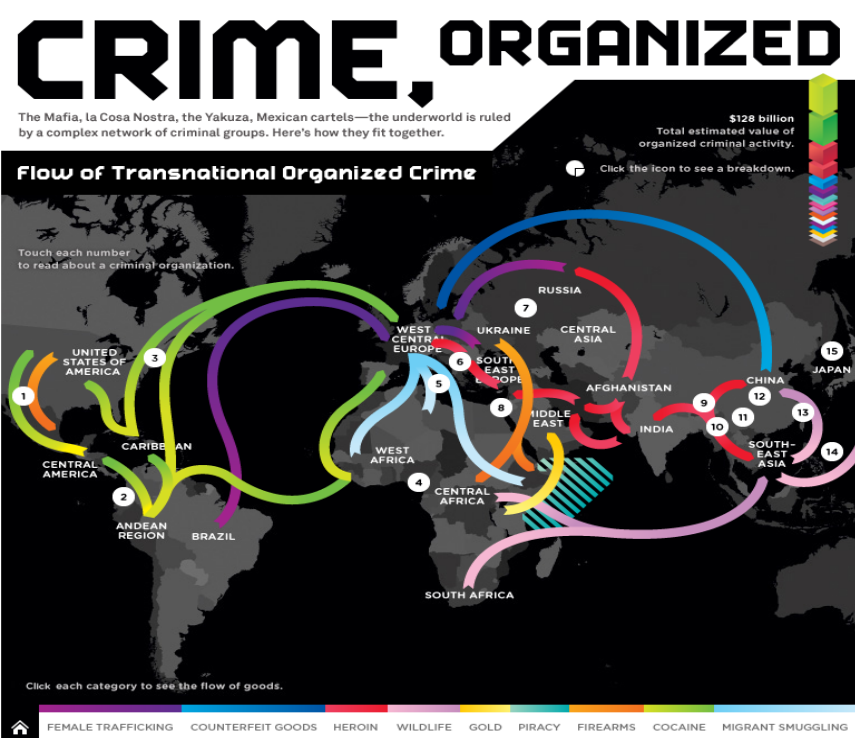 CRIME, ORGANIZED
The Mafia, la Cosa Nostra, the Yakuza, Mexican cartels—the underworld is ruled
by a complex network of criminal groups. Here's how they fit together.
$128 billion
Total estimated value of
organized criminal activity.
Click the icon to see a breakdown.
Flow of Transnational Organized Crime
Touch each number
to read about a criminal organization.
RUSSIA
7
WEST
CENTRAL
EUROPE
UKRAINE
CENTRAL
ASIA
15
JAPAN
UNITED
STATES OF
AMERICA
3
6
SOUTH
EAST
EUROPE
1
5
AFGHANISTAN
CHINA
12
8
9
13
MIDDLE
EAST
INDIA
10
11
CARIBBEAN
CENTRAL
AMERICA
WEST
AFRICA
SOUTH-
EAST
ASIA
14
4
2
CENTRAL
AFRICA
ANDEAN
REGION
BRAZIL
SOUTH AFRICA
Click each category to see the flow of goods.
FEMALE TRAFFICKING COUNTERFEIT GOODS HEROIN WILDLIFE GOLD PIRACY FIREARMS COCAINE MIGRANT SMUGGLING